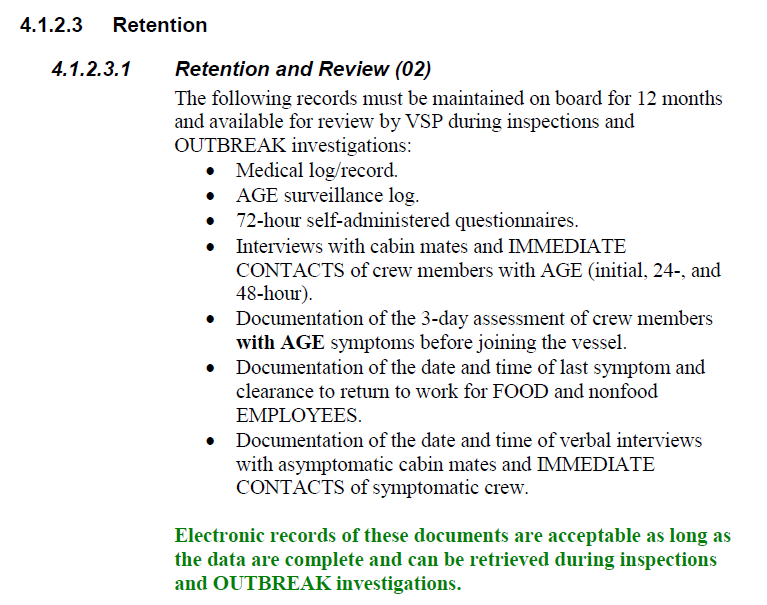 4.1.2.3 Retention
4.1.2.3.1 Retention and Review (02)
The following records must be maintained on board for 12 months
and available for review by VSP during inspections and
OUTBREAK investigations:
• Medical log/record.
• AGE surveillance log.
• 72-hour self-administered questionnaires.
• Interviews with cabin mates and IMMEDIATE
CONTACTS of crew members with AGE (initial, 24-, and
48-hour).
• Documentation of the 3-day assessment of crew members
with AGE symptoms before joining the vessel.
• Documentation of the date and time of last symptom and
clearance to return to work for FOOD and nonfood
EMPLOYEES.
• Documentation of the date and time of verbal interviews
with asymptomatic cabin mates and IMMEDIATE
CONTACTS of symptomatic crew.
Electronic records of these documents are acceptable as long as
the data are complete and can be retrieved during inspections
and OUTBREAK investigations.